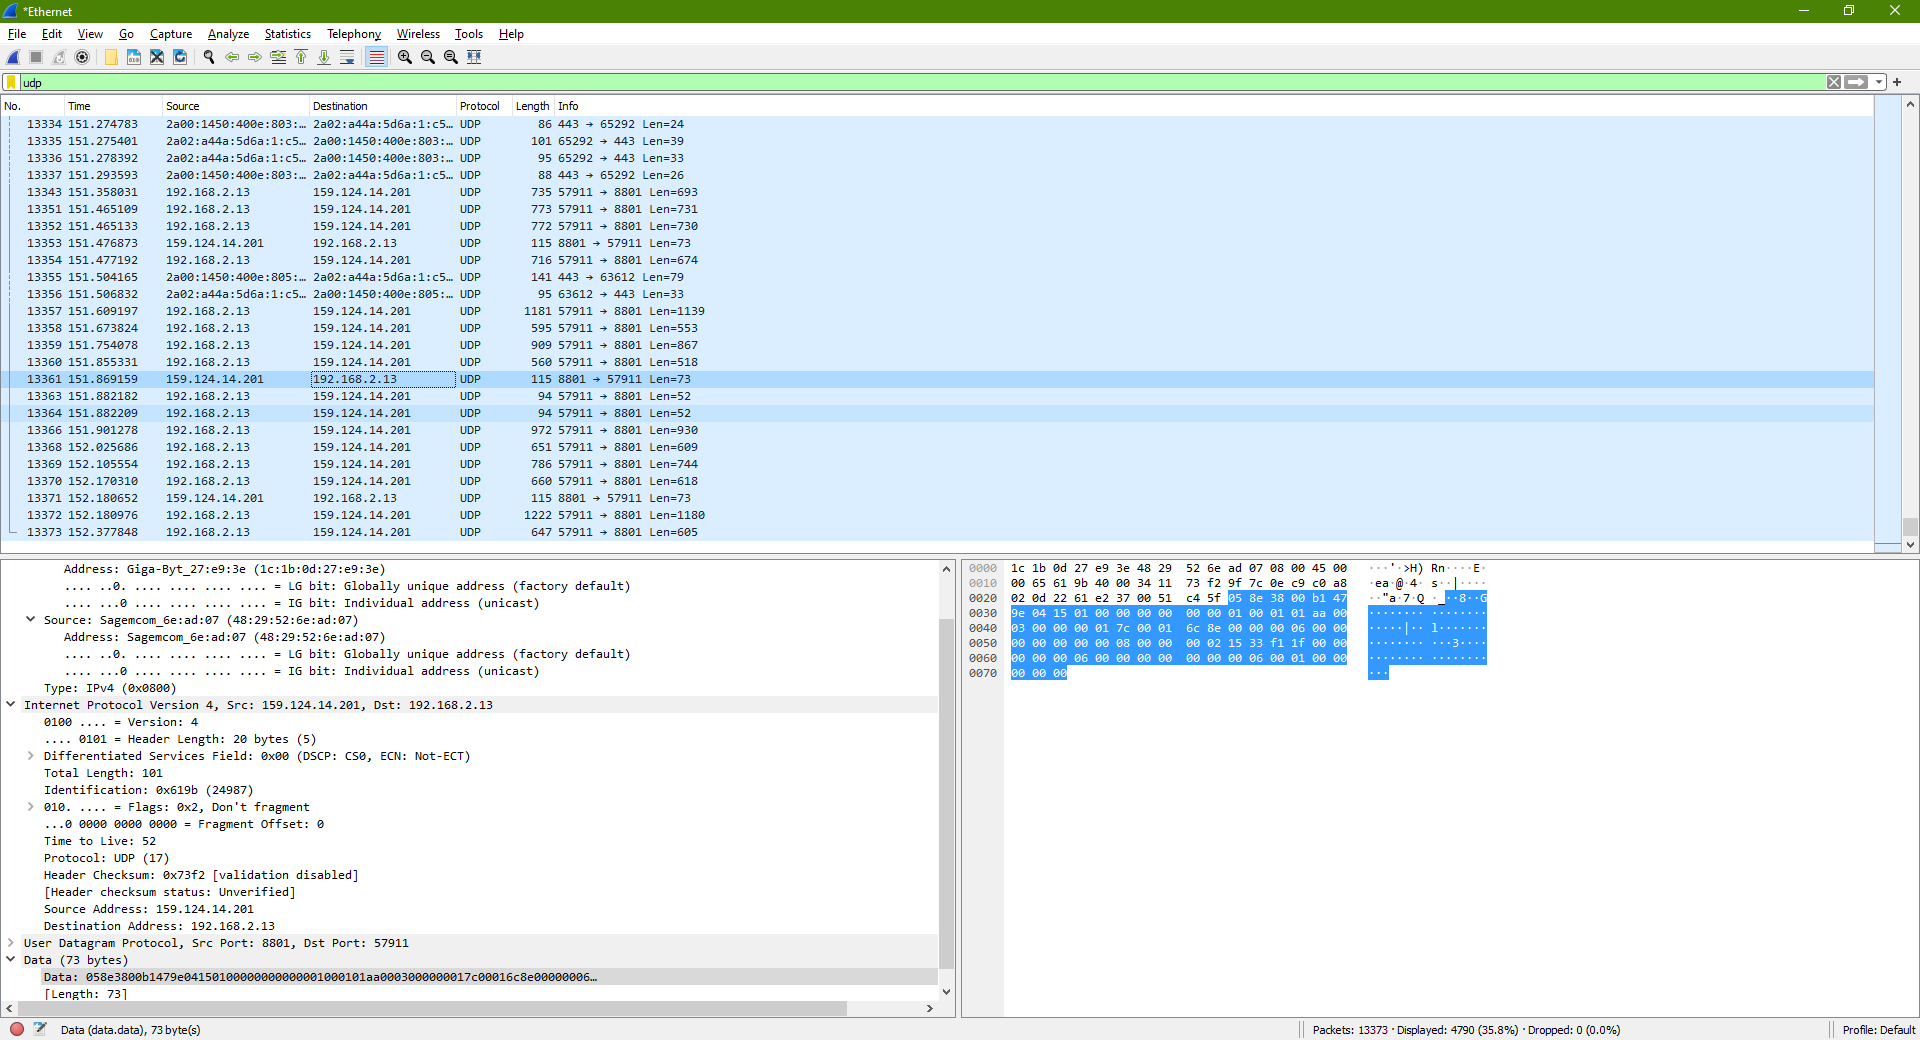 *Ethernet
File Edit View Go Capture Analyze Statistics Telephony Wireless Tools Help
udp
No. Time Source Destination Protocol Length Info
13334 151.274783 2a00:1450:400e:803:… 2a02:a44a:5d6a:1:c5… UDP 86 443 → 65292 Len=24
13335 151.275401 2a02:a44a:5d6a:1:c5… 2a00:1450:400e:803:… UDP 101 65292 → 443 Len=39
13336 151.278392 2a02:a44a:5d6a:1:c5… 2a00:1450:400e:803:… UDP 95 65292 → 443 Len=33
13337 151.293593 2a00:1450:400e:803:… 2a02:a44a:5d6a:1:c5… UDP 88 443 → 65292 Len=26
13343 151.358031 192.168.2.13 159.124.14.201 UDP 735 57911 → 8801 Len=693
13351 151.465109 192.168.2.13 159.124.14.201 UDP 773 57911 → 8801 Len=731
13352 151.465133 192.168.2.13 159.124.14.201 UDP 772 57911 → 8801 Len=730
13353 151.476873 159.124.14.201 192.168.2.13 UDP 115 8801 → 57911 Len=73
13354 151.477192 192.168.2.13 159.124.14.201 UDP 716 57911 → 8801 Len=674
13355 151.504165 2a00:1450:400e:805:… 2a02:a44a:5d6a:1:c5… UDP 141 443 → 63612 Len=79
13356 151.506832 2a02:a44a:5d6a:1:c5… 2a00:1450:400e:805:… UDP 95 63612 → 443 Len=33
13357 151.609197 192.168.2.13 159.124.14.201 UDP 1181 57911 → 8801 Len=1139
13358 151.673824 192.168.2.13 159.124.14.201 UDP 595 57911 → 8801 Len=553
13359 151.754078 192.168.2.13 159.124.14.201 UDP 909 57911 → 8801 Len=867
13360 151.855331 192.168.2.13 159.124.14.201 UDP 560 57911 → 8801 Len=518
13361 151.869159 159.124.14.201 192.168.2.13 UDP 115 8801 → 57911 Len=73
13363 151.882182 192.168.2.13 159.124.14.201 UDP 94 57911 → 8801 Len=52
13364 151.882209 192.168.2.13 159.124.14.201 UDP 94 57911 → 8801 Len=52
13366 151.901278 192.168.2.13 159.124.14.201 UDP 972 57911 → 8801 Len=930
13368 152.025686 192.168.2.13 159.124.14.201 UDP 651 57911 → 8801 Len=609
13369 152.105554 192.168.2.13 159.124.14.201 UDP 786 57911 → 8801 Len=744
13370 152.170310 192.168.2.13 159.124.14.201 UDP 660 57911 → 8801 Len=618
13371 152.180652 159.124.14.201 192.168.2.13 UDP 115 8801 → 57911 Len=73
13372 152.180976 192.168.2.13 159.124.14.201 UDP 1222 57911 → 8801 Len=1180
13373 152.377848 192.168.2.13 159.124.14.201 UDP 647 57911 → 8801 Len=605
Address: Giga-Byt_27:e9:3e (1c:1b:0d:27:e9:3e)
.... ..0. .... .... .... .... = LG bit: Globally unique address (factory default)
.... ...0 .... .... .... .... = IG bit: Individual address (unicast)
Source: Sagemcom_6e:ad:07 (48:29:52:6e:ad:07)
Address: Sagemcom_6e:ad:07 (48:29:52:6e:ad:07)
.... ..0. .... .... .... .... = LG bit: Globally unique address (factory default)
.... ...0 .... .... .... .... = IG bit: Individual address (unicast)
Type: IPv4 (0x0800)
Internet Protocol Version 4, Src: 159.124.14.201, Dst: 192.168.2.13
0100 .... = Version: 4
.... 0101 = Header Length: 20 bytes (5)
Differentiated Services Field: 0x00 (DSCP: CS0, ECN: Not-ECT)
Total Length: 101
Identification: 0x619b (24987)
010. .... = Flags: 0x2, Don't fragment
...0 0000 0000 0000 = Fragment Offset: 0
Time to Live: 52
Protocol: UDP (17)
Header Checksum: 0x73f2 [validation disabled]
[Header checksum status: Unverified]
Source Address: 159.124.14.201
Destination Address: 192.168.2.13
User Datagram Protocol, Src Port: 8801, Dst Port: 57911
Data (73 bytes)
Data: 058e3800b1479e04150100000000000001000101aa0003000000017c00016c8e00000006…
[Length: 73]
0000 1c 1b 0d 27 e9 3e 48 29 52 6e ad 07 08 00 45 00 ···'·>H) Rn····E·
0010 00 65 61 9b 40 00 34 11 73 f2 9f 7c 0e c9 c0 a8 ·ea·@·4· s··|····
0020 02 0d 22 61 e2 37 00 51 c4 5f 05 8e 38 00 b1 47 ··"a·7·Q ·_··8··G
0030 9e 04 15 01 00 00 00 00 00 00 01 00 01 01 aa 00 ········ ········
0040 03 00 00 00 01 7c 00 01 6c 8e 00 00 00 06 00 00 ·····|·· l·······
0050 00 00 00 00 00 08 00 00 00 02 15 33 f1 1f 00 00 ········ ···3····
0060 00 00 00 06 00 00 00 00 00 00 00 06 00 01 00 00 ········ ········
0070 00 00 00 ···
Data (data.data), 73 byte(s) Packets: 13373 · Displayed: 4790 (35.8%) · Dropped: 0 (0.0%) Profile: Default